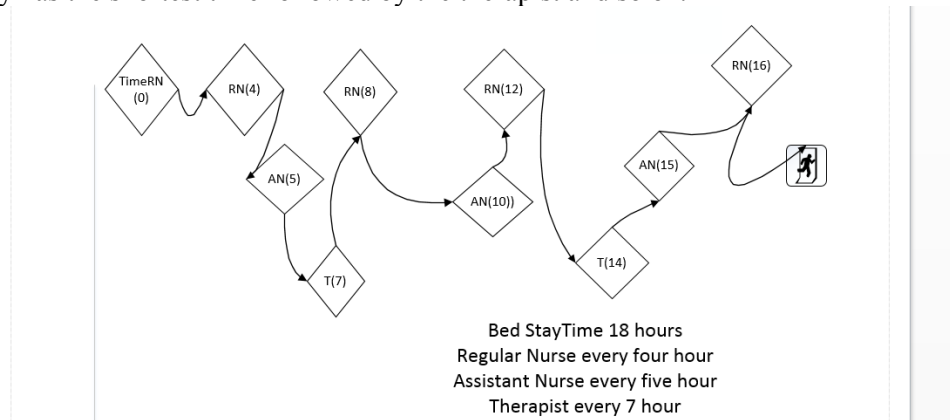 TimeRN
(0)
RN(4)
RN(8)
RN(12)
RN(16)
AN(5)
AN(10))
AN(15)
T(7)
T(14)
Bed StayTime 18 hours
Regular Nurse every four hour
Assistant Nurse every five hour
Therapist every 7 hour